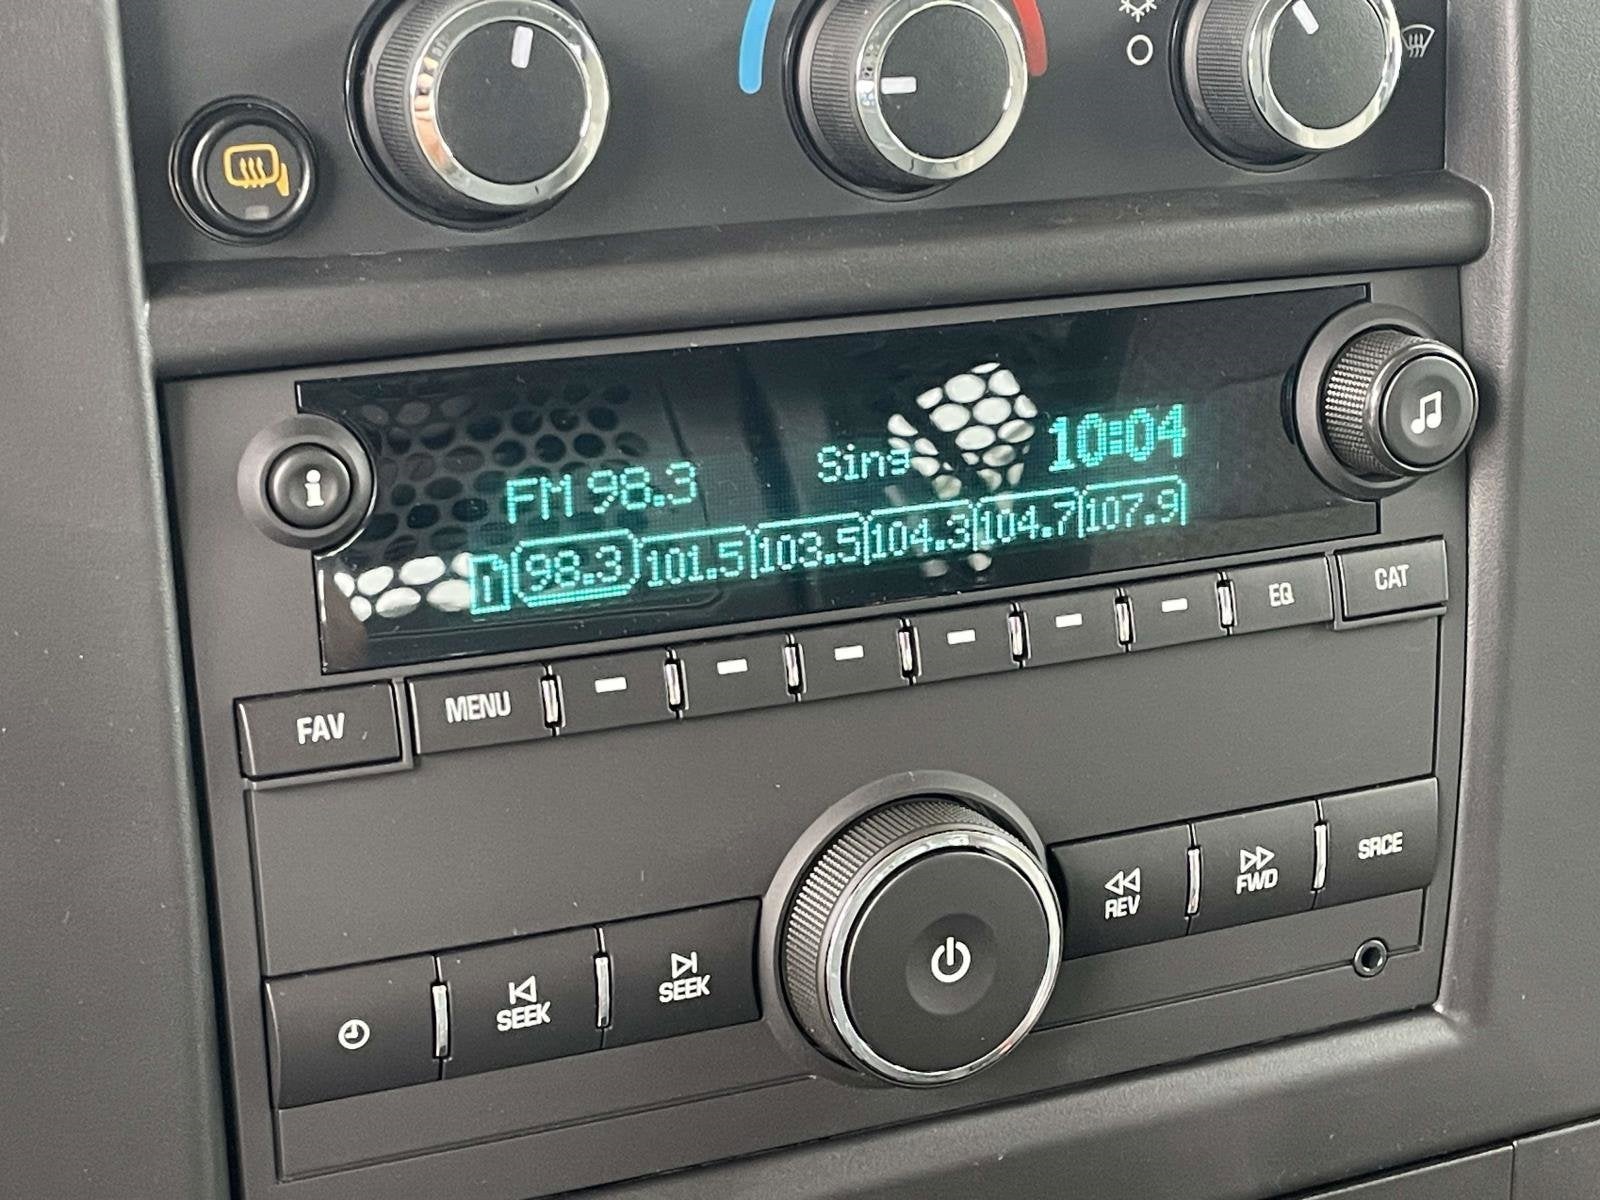 i
FM 98.3 Sing 10:04
1 98.3 101.5 103.5 104.3 104.7 107.9
FAV MENU EQ CAT
REV FWD SRCE
SEEK SEEK